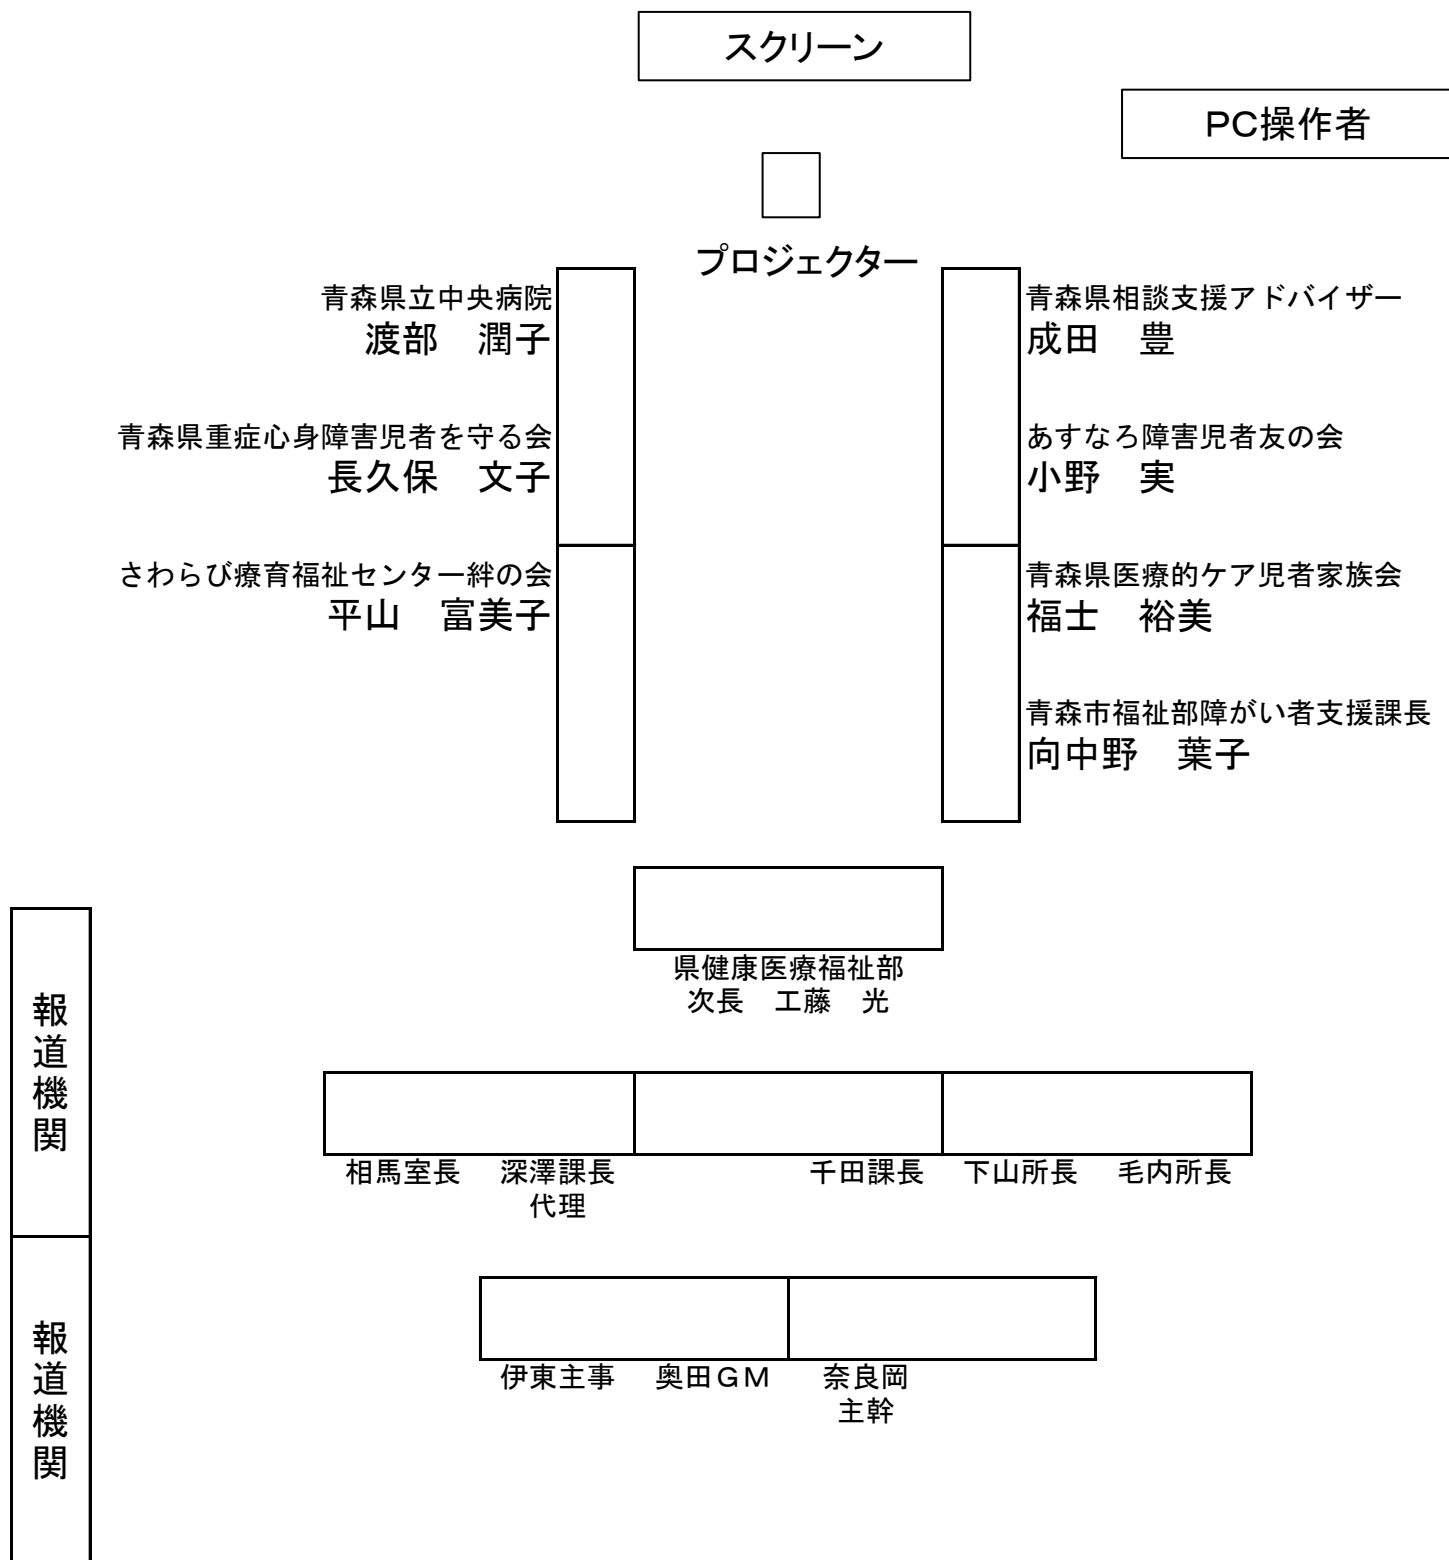 スクリーン
PC操作者
プロジェクター
青森県立中央病院
渡部　潤子
青森県重症心身障害児者を守る会
長久保　文子
さわらび療育福祉センター絆の会
平山　富美子
青森県相談支援アドバイザー
成田　豊
あすなろ障害児者友の会
小野　実
青森県医療的ケア児者家族会
福士　裕美
青森市福祉部障がい者支援課長
向中野　葉子
県健康医療福祉部
次長　工藤　光
報道機関
相馬室長　深澤課長　千田課長　下山所長　毛内所長
代理
報道機関
伊東主事　奥田ＧＭ　奈良岡
主幹